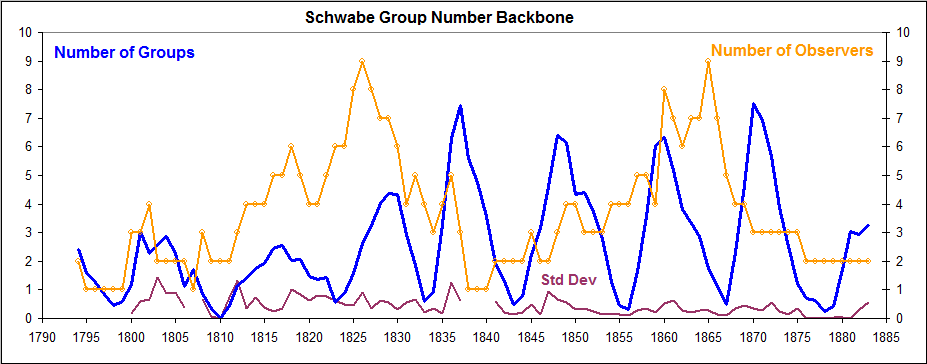 Schwabe Group Number Backbone
Number of Groups
Number of Observers
Std Dev
10 10
9 9
8 8
7 7
6 6
5 5
4 4
3 3
2 2
1 1
0 0
1790 1795 1800 1805 1810 1815 1820 1825 1830 1835 1840 1845 1850 1855 1860 1865 1870 1875 1880 1885